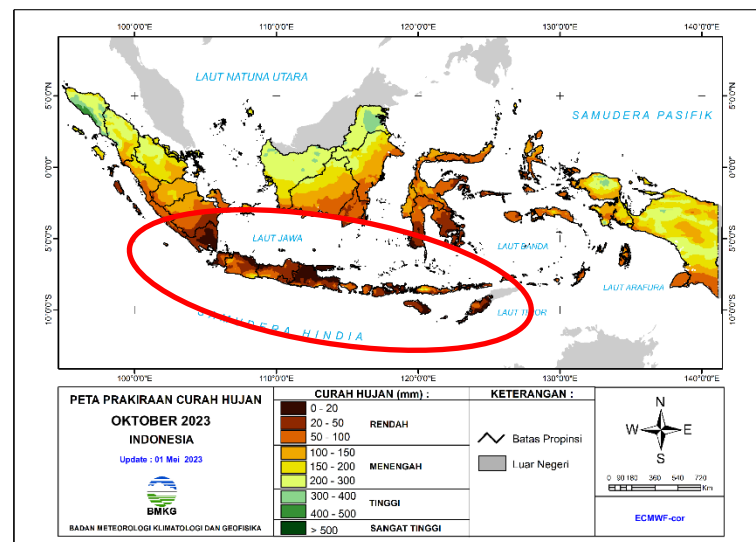 100°0'0"E 110°0'0"E 120°0'0"E 130°0'0"E 140°0'0"E
LAUT NATUNA UTARA
5°0'0"N
5°0'0"N
SAMUDERA PASIFIK
0°0'0"
0°0'0"
LAUT JAWA
LAUT BANDA
5°0'0"S
5°0'0"S
LAUT ARAFURA
LAUT TIMOR
SAMUDERA HINDIA
10°0'0"S
10°0'0"S
100°0'0"E 110°0'0"E 120°0'0"E 130°0'0"E 140°0'0"E
PETA PRAKIRAAN CURAH HUJAN
OKTOBER 2023
INDONESIA
Update : 01 Mei 2023
BMKG
BADAN METEOROLOGI KLIMATOLOGI DAN GEOFISIKA
CURAH HUJAN (mm) :
0 - 20
20 - 50 RENDAH
50 - 100
100 - 150
150 - 200 MENENGAH
200 - 300
300 - 400 TINGGI
400 - 500
> 500 SANGAT TINGGI
KETERANGAN :
Batas Propinsi
Luar Negeri
N
W E
S
0 90 180 360 540 720
Km
ECMWF-cor